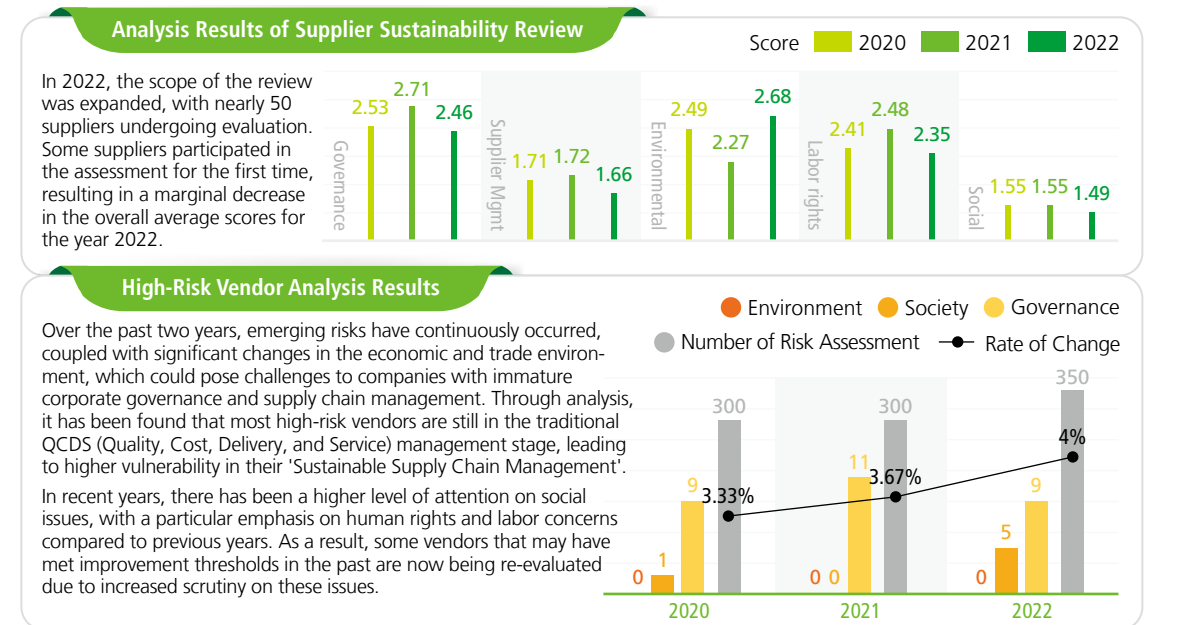 Analysis Results of Supplier Sustainability Review
Score 2020 2021 2022
In 2022, the scope of the review
was expanded, with nearly 50
suppliers undergoing evaluation.
Some suppliers participated in
the assessment for the first time,
resulting in a marginal decrease
in the overall average scores for
the year 2022.
Governance
2.53
2.71
2.46
Supplier Mgmt
1.71
1.72
1.66
Environmental
2.49
2.27
2.68
Labor rights
2.41
2.48
2.35
Social
1.55
1.55
1.49
High-Risk Vendor Analysis Results
Over the past two years, emerging risks have continuously occurred,
coupled with significant changes in the economic and trade environ-
ment, which could pose challenges to companies with immature
corporate governance and supply chain management. Through analysis,
it has been found that most high-risk vendors are still in the traditional
QCDS (Quality, Cost, Delivery, and Service) management stage, leading
to higher vulnerability in their 'Sustainable Supply Chain Management'.
In recent years, there has been a higher level of attention on social
issues, with a particular emphasis on human rights and labor concerns
compared to previous years. As a result, some vendors that may have
met improvement thresholds in the past are now being re-evaluated
due to increased scrutiny on these issues.
Environment Society Governance
Number of Risk Assessment Rate of Change
0
1
9
300
3.33%
2020
0
0
11
300
3.67%
2021
0
5
9
350
4%
2022